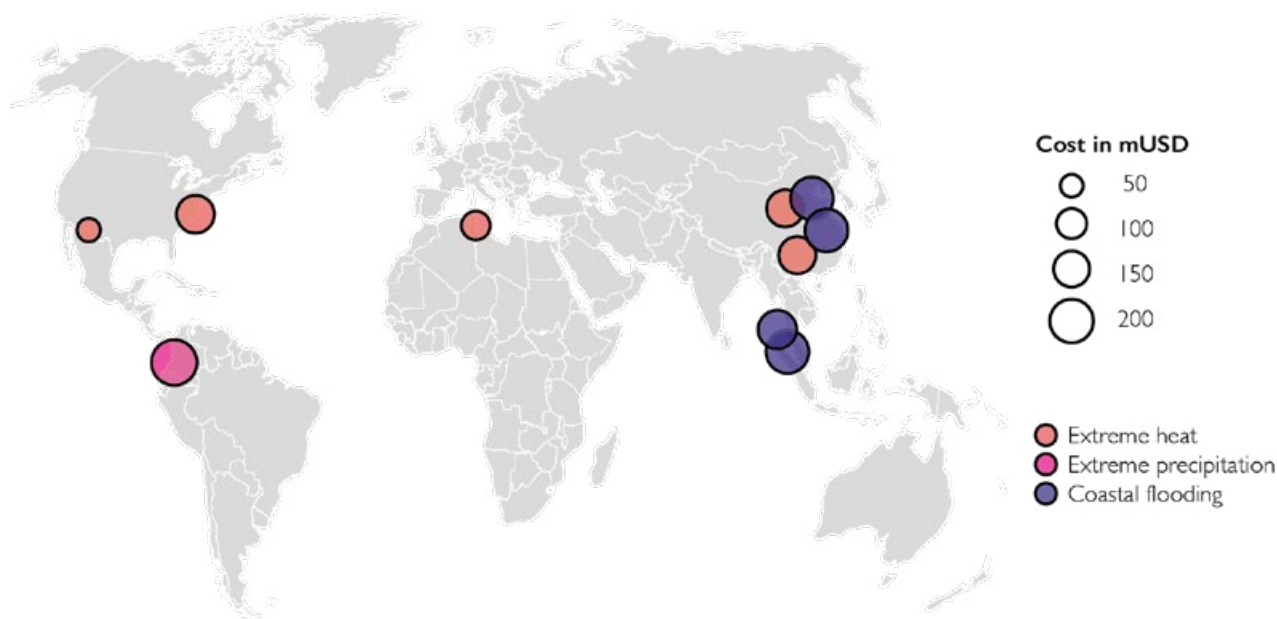 Cost in mUSD
50
100
150
200
Extreme heat
Extreme precipitation
Coastal flooding